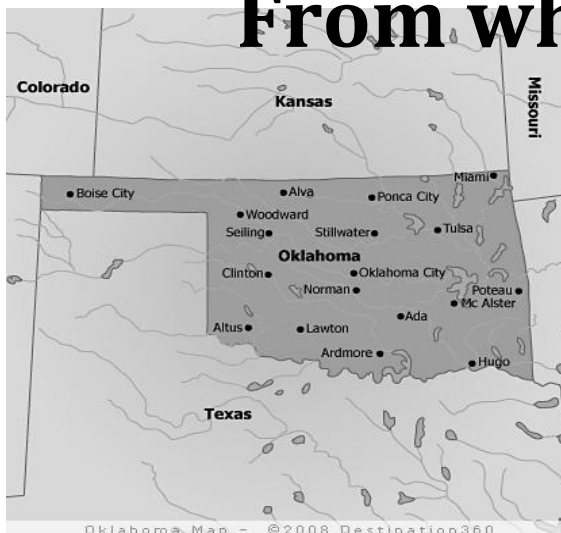 From wh
Colorado
Kansas
Missouri
Miami
Boise City
Alva
Ponca City
Woodward
Seiling
Stillwater
Tulsa
Oklahoma
Clinton
Oklahoma City
Norman
Poteau
Mc Alster
Ada
Altus
Lawton
Ardmore
Hugo
Texas
Oklahoma Map - ©2008 Destination360